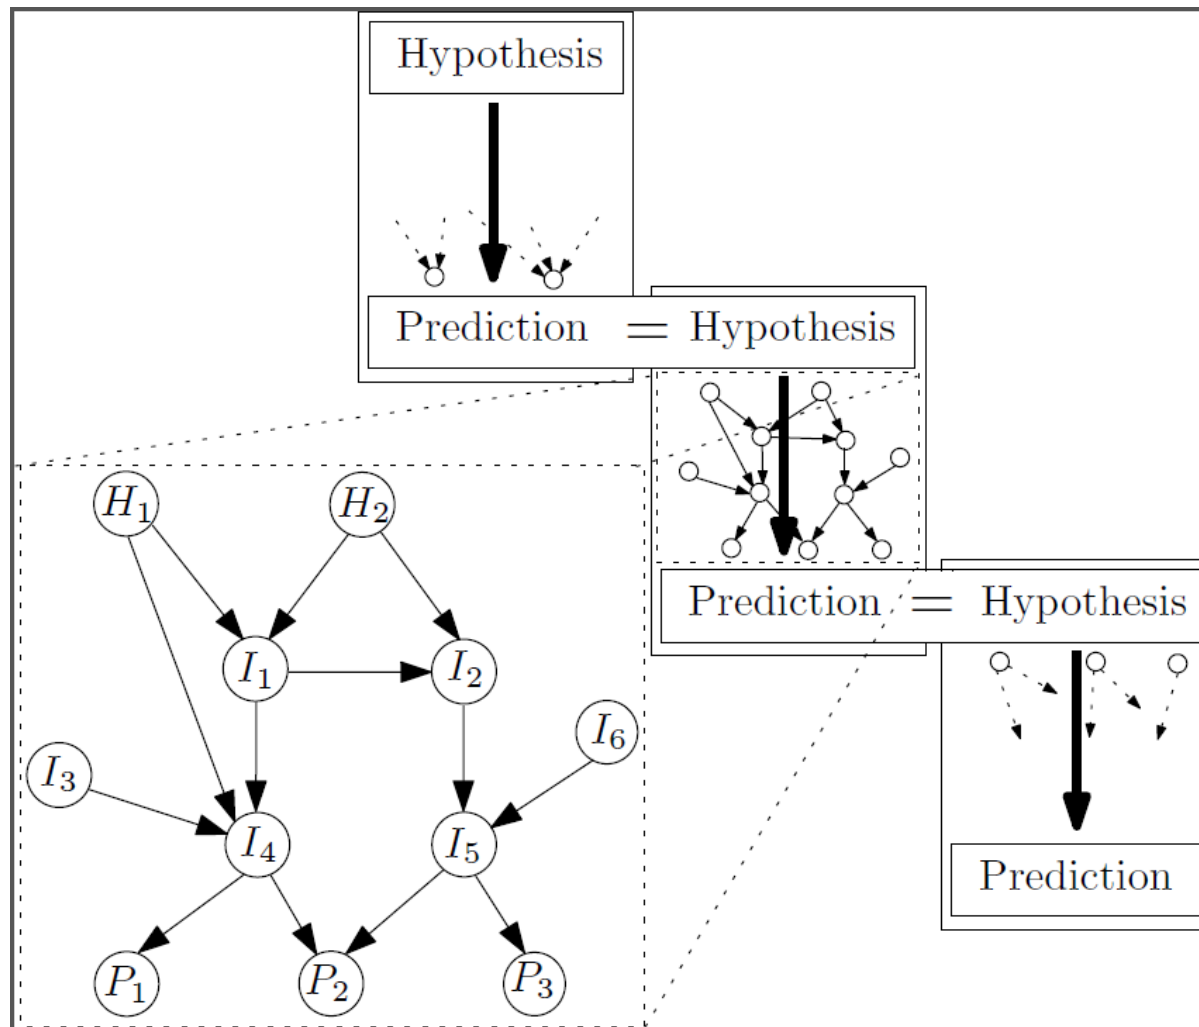 Hypothesis
Prediction = Hypothesis
Prediction = Hypothesis
Prediction
H₁ H₂
I₁ I₂
I₆
I₃
I₄ I₅
P₁ P₂ P₃